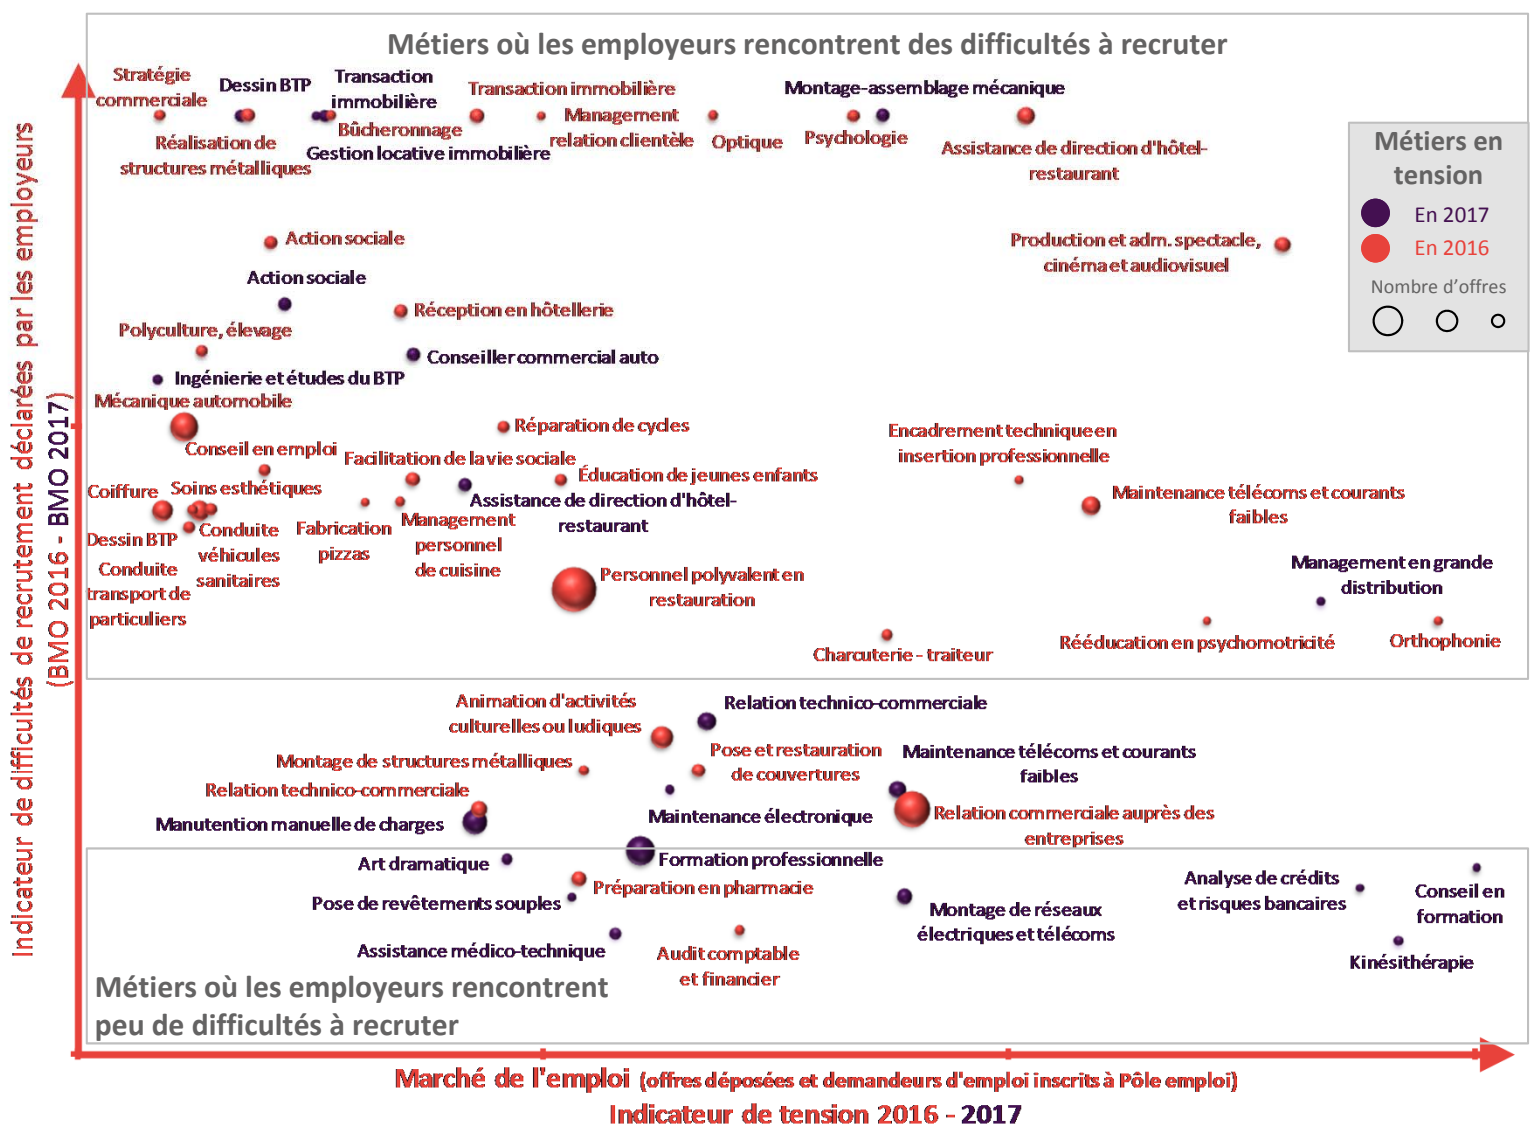 Métiers où les employeurs rencontrent des difficultés à recruter
Stratégie
commerciale
Dessin BTP
Transaction
immobilière
Transaction immobilière
Montage-assemblage mécanique
Réalisation de
structures métalliques
Bûcheronnage
Gestion locative immobilière
Management
relation clientèle
Optique
Psychologie
Assistance de direction d'hôtel-
restaurant
Métiers en
tension
En 2017
En 2016
Nombre d'offres
Action sociale
Production et adm. spectacle,
cinéma et audiovisuel
Action sociale
Réception en hôtellerie
Polyculture, élevage
Conseiller commercial auto
Ingénierie et études du BTP
Mécanique automobile
Réparation de cycles
Encadrement technique en
insertion professionnelle
Conseil en emploi
Facilitation de la vie sociale
Éducation de jeunes enfants
Coiffure
Soins esthétiques
Assistance de direction d'hôtel-
restaurant
Maintenance télécoms et courants
faibles
Dessin BTP
Conduite
véhicules
sanitaires
Fabrication
pizzas
Management
personnel
de cuisine
Conduite
transport de
particuliers
Personnel polyvalent en
restauration
Management en grande
distribution
Charcuterie - traiteur
Rééducation en psychomotricité
Orthophonie
Animation d'activités
culturelles ou ludiques
Relation technico-commerciale
Montage de structures métalliques
Pose et restauration
de couvertures
Maintenance télécoms et courants
faibles
Relation technico-commerciale
Manutention manuelle de charges
Maintenance électronique
Relation commerciale auprès des
entreprises
Art dramatique
Formation professionnelle
Préparation en pharmacie
Pose de revêtements souples
Analyse de crédits
et risques bancaires
Conseil en
formation
Montage de réseaux
électriques et télécoms
Assistance médico-technique
Audit comptable
et financier
Kinésithérapie
Métiers où les employeurs rencontrent
peu de difficultés à recruter
Indicateur de difficultés de recrutement déclarées par les employeurs
(BMO 2016 - BMO 2017)
Marché de l'emploi (offres déposées et demandeurs d'emploi inscrits à Pôle emploi)
Indicateur de tension 2016 - 2017